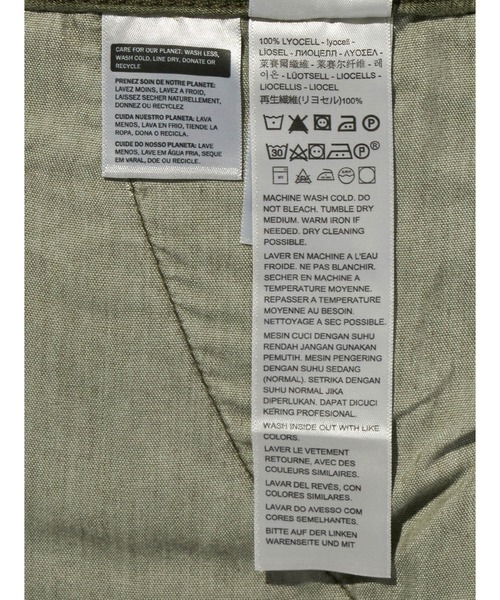 CARE FOR OUR PLANET: WASH LESS,
WASH COLD, LINE DRY, DONATE OR
RECYCLE
PRENEZ SOIN DE NOTRE PLANETE:
LAVEZ MOINS, LAVEZ A FROID,
LAISSEZ SECHER NATURELLEMENT,
DONNEZ OU RECYCLEZ
CUIDA NUESTRO PLANETA: LAVA
MENOS, LAVA EN FRIO, TIENDE LA
ROPA, DONA O RECICLA.
CUIDE DO NOSSO PLANETA: LAVE
MENOS, LAVE EM ÁGUA FRIA, SEQUE
EM VARAL, DOE OU RECICLE.
100% LYOCELL - lyocell -
LIOSEL - ЛИОЦЕЛЛ - ΛΥΟΣΕΛ -
萊賽爾纖維 - 莱赛尔纤维 - 라
이온 - LÜOTSELL - LIOCELLS -
LIOCELLIS - LIOCEL
再生繊維(リヨセル)100%
P
30 P®
MACHINE WASH COLD. DO
NOT BLEACH. TUMBLE DRY
MEDIUM. WARM IRON IF
NEEDED. DRY CLEANING
POSSIBLE.
LAVER EN MACHINE A L'EAU
FROIDE. NE PAS BLANCHIR.
SECHER EN MACHINE A
TEMPERATURE MOYENNE.
REPASSER A TEMPERATURE
MOYENNE AU BESOIN.
NETTOYAGE A SEC POSSIBLE.
MESIN CUCI DENGAN SUHU
RENDAH JANGAN GUNAKAN
PEMUTIH. MESIN PENGERING
DENGAN SUHU SEDANG
(NORMAL). SETRIKA DENGAN
SUHU NORMAL JIKA
DIPERLUKAN. DAPAT DICUCI
KERING PROFESIONAL.
WASH INSIDE OUT WITH LIKE
COLORS.
LAVER LE VETEMENT
RETOURNE, AVEC DES
COULEURS SIMILAIRES.
LAVAR DEL REVÉS, CON
COLORES SIMILARES.
LAVAR DO AVESSO COM
CORES SEMELHANTES.
BITTE AUF DER LINKEN
WARENSEITE UND MIT